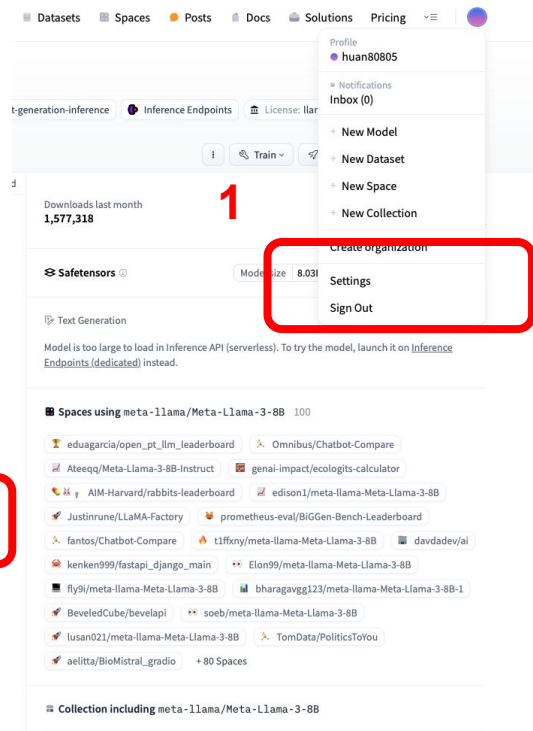 Datasets Spaces Posts Docs Solutions Pricing
Profile
huan80805
Notifications
Inbox (0)
t-generation-inference Inference Endpoints License: llar
+ New Model
Train
+ New Dataset
d
+ New Space
Downloads last month
1
1,577,318
+ New Collection
Create organization
Safetensors Model size 8.03
Settings
Sign Out
Text Generation
Model is too large to load in Inference API (serverless). To try the model, launch it on Inference
Endpoints (dedicated) instead.
Spaces using meta-llama/Meta-Llama-3-8B 100
eduagarcia/open_pt_llm_leaderboard Omnibus/Chatbot-Compare
Ateeqq/Meta-Llama-3-8B-Instruct genai-impact/ecologits-calculator
AIM-Harvard/rabbits-leaderboard edison1/meta-llama-Meta-Llama-3-8B
Justinrune/LLaMA-Factory prometheus-eval/BiGGen-Bench-Leaderboard
fantos/Chatbot-Compare t1ffxny/meta-llama-Meta-Llama-3-8B davdadev/ai
kenken999/fastapi_django_main Elon99/meta-llama-Meta-Llama-3-8B
fly9i/meta-llama-Meta-Llama-3-8B bharagavgg123/meta-llama-Meta-Llama-3-8B-1
BeveledCube/bevelapi soeb/meta-llama-Meta-Llama-3-8B
lusan021/meta-llama-Meta-Llama-3-8B TomData/PoliticsToYou
aelitta/BioMistral_gradio +80 Spaces
Collection including meta-llama/Meta-Llama-3-8B